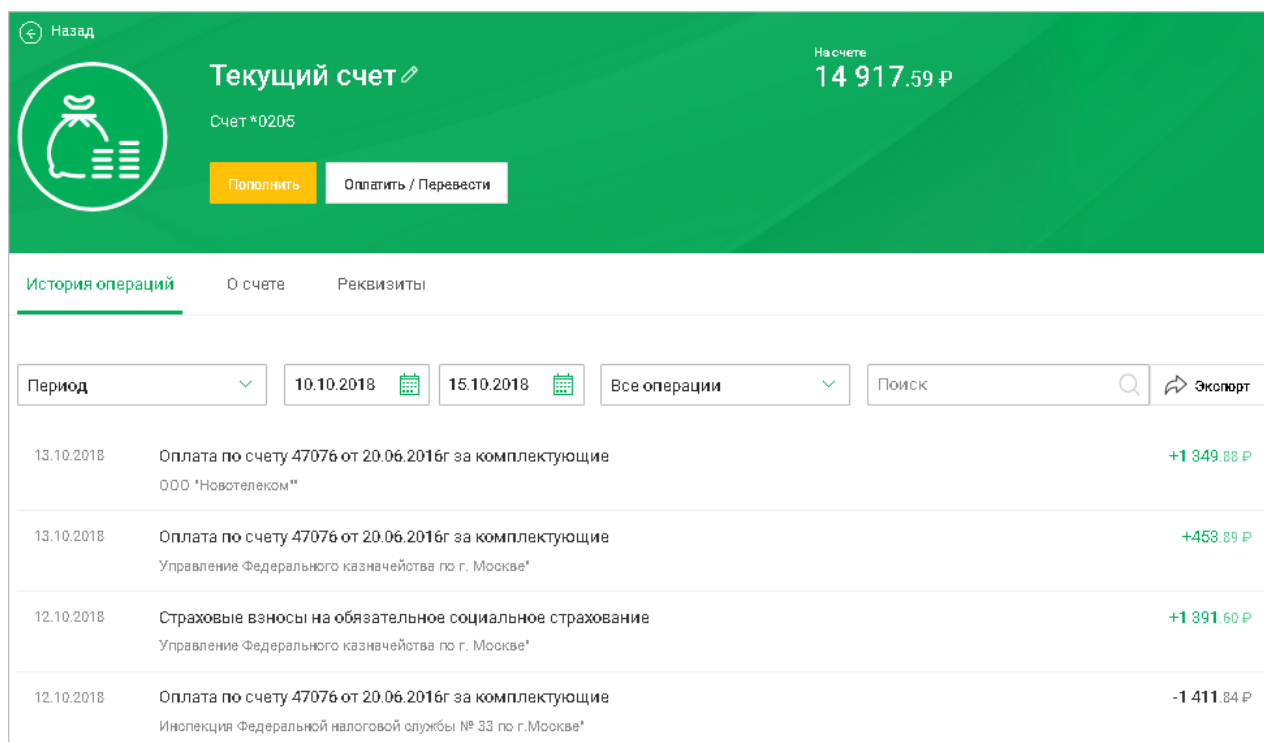 Назад
Текущий счет
На счете
14 917.59 ₽
Счет *0205
Пополнить
Оплатить / Перевести
История операций
О счете
Реквизиты
Период
10.10.2018
15.10.2018
Все операции
Поиск
Экспорт
13.10.2018
Оплата по счету 47076 от 20.06.2016г за комплектующие
+1 349.88 ₽
ООО "Новотелеком""
13.10.2018
Оплата по счету 47076 от 20.06.2016г за комплектующие
+453.89 ₽
Управление Федерального казначейства по г. Москве"
12.10.2018
Страховые взносы на обязательное социальное страхование
+1 391.60 ₽
Управление Федерального казначейства по г. Москве"
12.10.2018
Оплата по счету 47076 от 20.06.2016г за комплектующие
-1 411.84 ₽
Инспекция Федеральной налоговой службы № 33 по г.Москве"